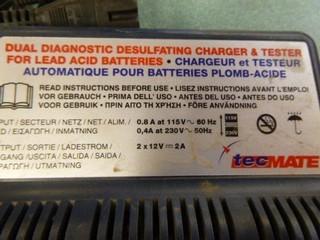 DUAL DIAGNOSTIC DESULFATING CHARGER & TESTER
FOR LEAD ACID BATTERIES • CHARGEUR et TESTEUR
AUTOMATIQUE POUR BATTERIES PLOMB-ACIDE
READ INSTRUCTIONS BEFORE USE • LISEZ INSTRUCTIONS AVANT L'EMPLOI
VOR GEBRAUCH • PRIMA DELL' USO • ANTES DEL USO • ANTES DO USO
VOOR GEBRUIK • ΠΡΙΝ ΑΠΟ ΤΗ ΧΡΗΣΗ • FÖRE ANVÄNDNING
PUT / SECTEUR / NETZ / NET / ALIM. / 0.8 A at 115V~ 60 Hz 115V
D / ΕΙΣΑΓΩΓΗ / INMATNING 0,4A at 230V~ 50Hz 230V
TPUT / SORTIE / LADESTROM / 2 x 12V 2A
GANG / USCITA / SALIDA / SAIDA / tecMATE
ΡΑΓΩΓΗ / UTMATNING